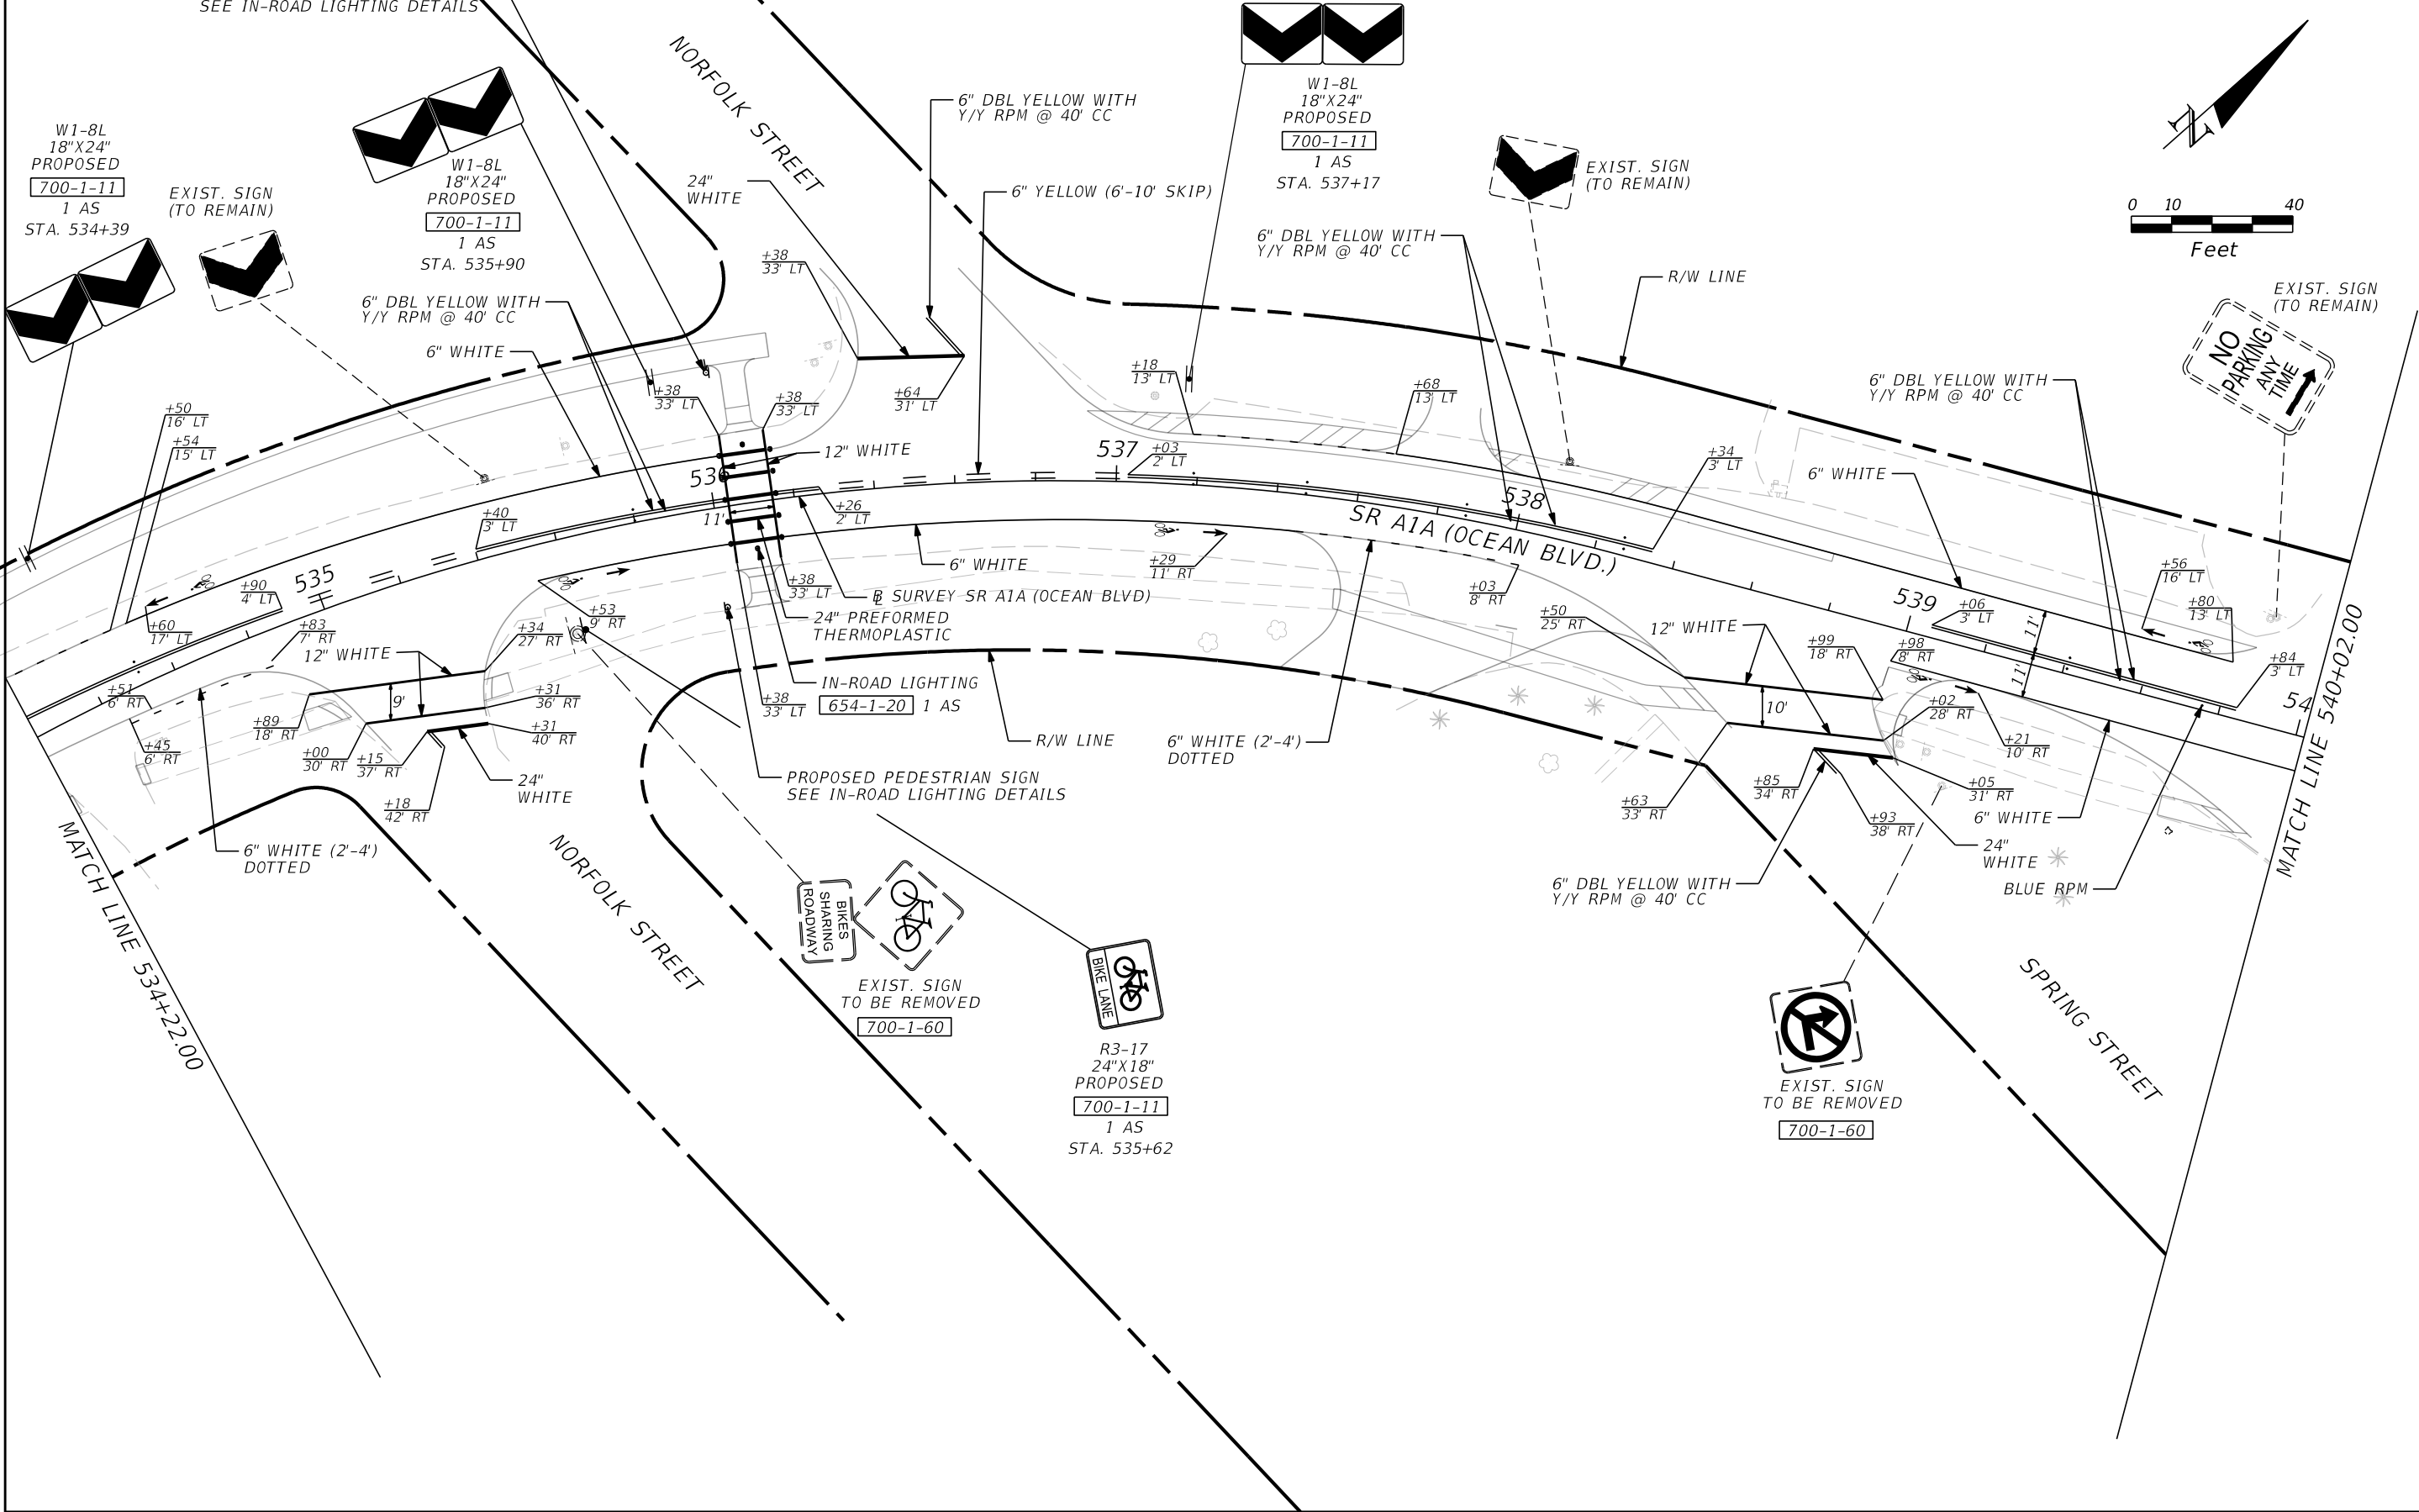 SEE IN-ROAD LIGHTING DETAILS
W1-8L
18"X24"
PROPOSED
700-1-11
1 AS
STA. 534+39
EXIST. SIGN
(TO REMAIN)
W1-8L
18"X24"
PROPOSED
700-1-11
1 AS
STA. 535+90
NORFOLK STREET
24"
WHITE
6" DBL YELLOW WITH
Y/Y RPM @ 40' CC
6" YELLOW (6'-10' SKIP)
W1-8L
18"X24"
PROPOSED
700-1-11
1 AS
STA. 537+17
EXIST. SIGN
(TO REMAIN)
6" DBL YELLOW WITH
Y/Y RPM @ 40' CC
R/W LINE
N
0 10 40
Feet
EXIST. SIGN
(TO REMAIN)
NO
PARKING
ANY
TIME
6" DBL YELLOW WITH
Y/Y RPM @ 40' CC
6" WHITE
+38
33' LT
+38
33' LT
+38
33' LT
+64
31' LT
+18
13' LT
+68
13' LT
6" DBL YELLOW WITH
Y/Y RPM @ 40' CC
+50
16' LT
+54
15' LT
12" WHITE
536
537
+03
2' LT
538
+34
3' LT
6" WHITE
+40
3' LT
11'
+26
2' LT
SR A1A (OCEAN BLVD.)
535
+90
4' LT
+60
17' LT
6" WHITE
+29
11' RT
+03
8' RT
+38
33' LT
BL SURVEY SR A1A (OCEAN BLVD)
24" PREFORMED
THERMOPLASTIC
539
+06
3' LT
+56
16' LT
+80
13' LT
11'
11'
+84
3' LT
54
MATCH LINE 540+02.00
+53
9' RT
+83
7' RT
12" WHITE
+34
27' RT
+51
6' RT
+45
6' RT
+89
18' RT
9'
+31
36' RT
+31
40' RT
+00
30' RT
+15
37' RT
+18
42' RT
24"
WHITE
6" WHITE (2'-4')
DOTTED
MATCH LINE 534+22.00
NORFOLK STREET
IN-ROAD LIGHTING
654-1-20 1 AS
+38
33' LT
R/W LINE
PROPOSED PEDESTRIAN SIGN
SEE IN-ROAD LIGHTING DETAILS
6" WHITE (2'-4')
DOTTED
+50
25' RT
12" WHITE
+99
18' RT
+98
8' RT
10'
+02
28' RT
+21
10' RT
+63
33' RT
+85
34' RT
+05
31' RT
+93
38' RT
6" WHITE
24"
WHITE
BLUE RPM
6" DBL YELLOW WITH
Y/Y RPM @ 40' CC
BIKES
SHARING
ROADWAY
EXIST. SIGN
TO BE REMOVED
700-1-60
BIKE LANE
R3-17
24"X18"
PROPOSED
700-1-11
1 AS
STA. 535+62
SPRING STREET
EXIST. SIGN
TO BE REMOVED
700-1-60